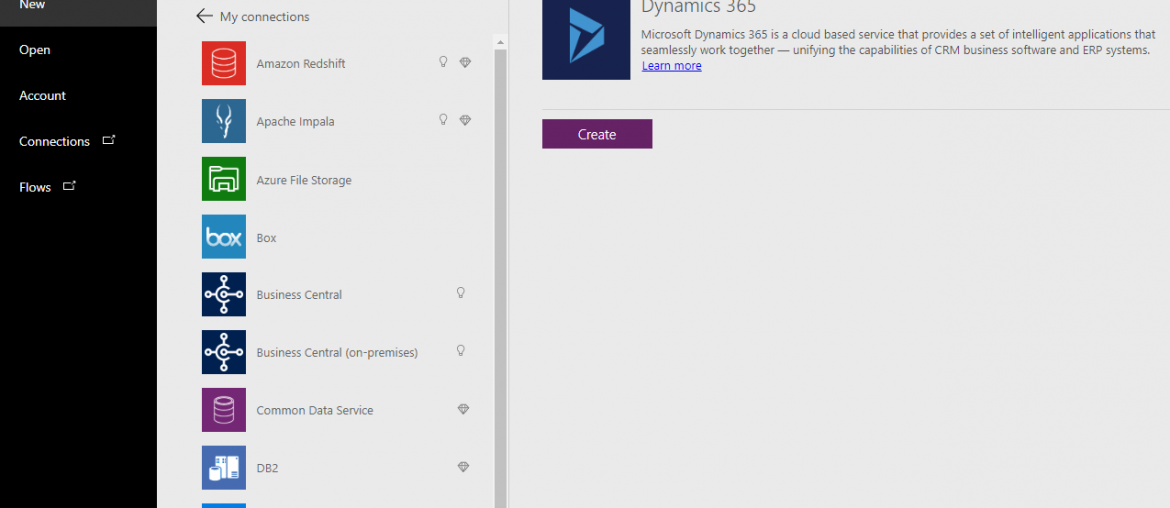 New
Open
Account
Connections
Flows
My connections
Amazon Redshift
Apache Impala
Azure File Storage
box
Box
Business Central
Business Central (on-premises)
Common Data Service
DB2
Dynamics 365
Microsoft Dynamics 365 is a cloud based service that provides a set of intelligent applications that
seamlessly work together — unifying the capabilities of CRM business software and ERP systems.
Learn more
Create